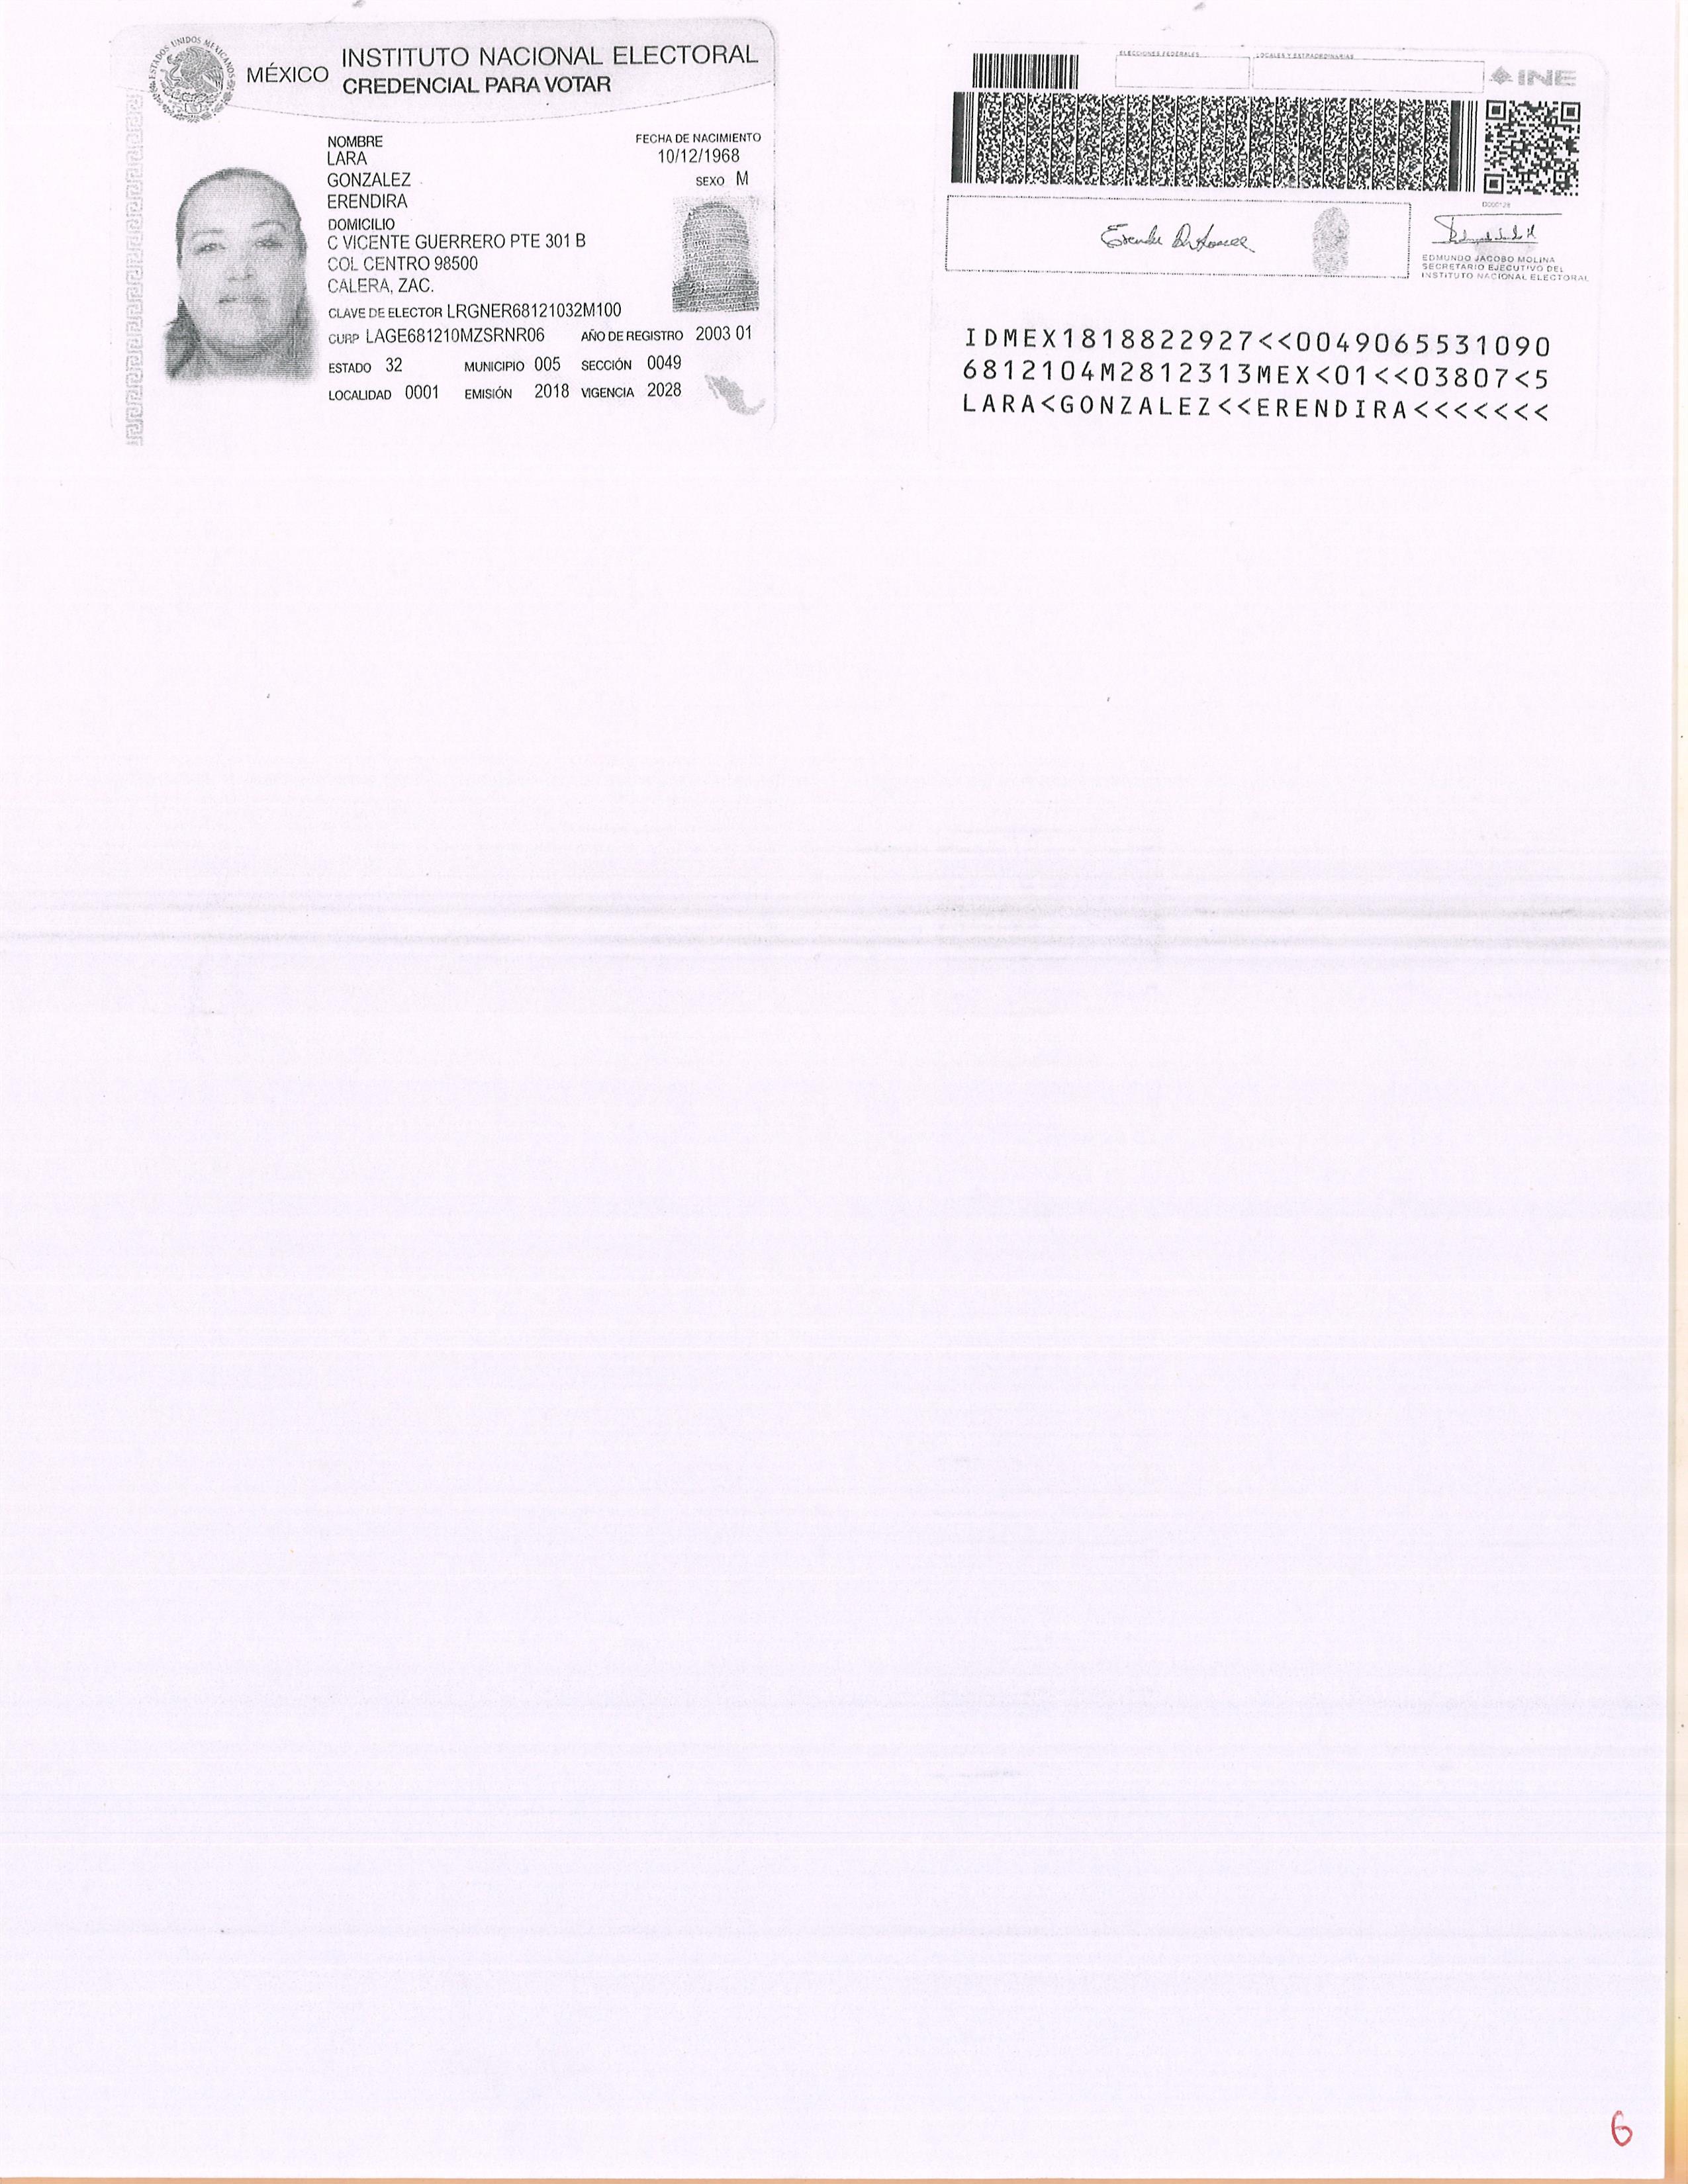 ESTADOS UNIDOS MEXICANOS
MÉXICO
INSTITUTO NACIONAL ELECTORAL
CREDENCIAL PARA VOTAR
NOMBRE
LARA
GONZALEZ
ERENDIRA
FECHA DE NACIMIENTO
10/12/1968
SEXO M
DOMICILIO
C VICENTE GUERRERO PTE 301 B
COL CENTRO 98500
CALERA, ZAC.
CLAVE DE ELECTOR LRGNER68121032M100
CURP LAGE681210MZSRNR06 AÑO DE REGISTRO 2003 01
ESTADO 32 MUNICIPIO 005 SECCIÓN 0049
LOCALIDAD 0001 EMISIÓN 2018 VIGENCIA 2028
ELECCIONES FEDERALES LOCALES Y EXTRAORDINARIAS
INE
EDMUNDO JACOBO MOLINA
SECRETARIO EJECUTIVO DEL
INSTITUTO NACIONAL ELECTORAL
IDMEX1818822927<<0049065531090
6812104M2812313MEX<01<<03807<5
LARA<GONZALEZ<<ERENDIRA<<<<<<<
6